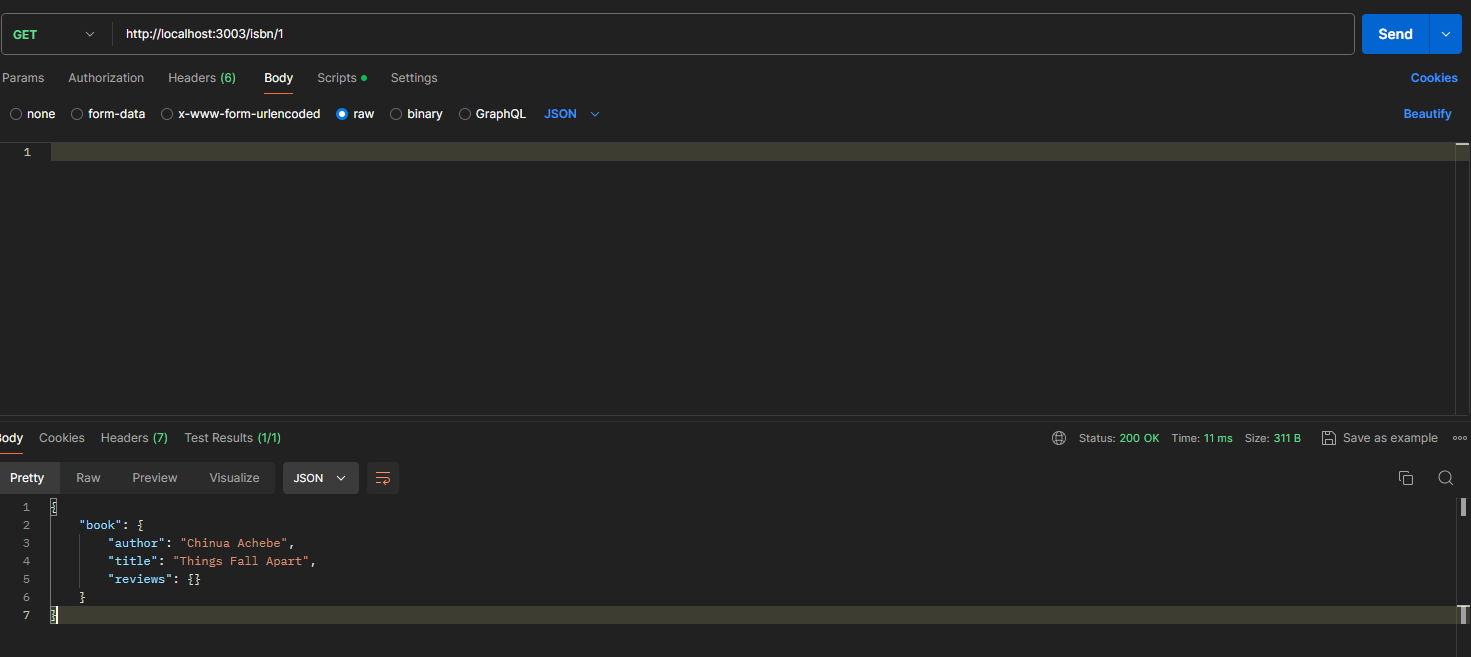 GET http://localhost:3003/isbn/1 Send
Params Authorization Headers (6) Body Scripts Settings Cookies
none form-data x-www-form-urlencoded raw binary GraphQL JSON Beautify
1
Body Cookies Headers (7) Test Results (1/1) Status: 200 OK Time: 11 ms Size: 311 B Save as example
Pretty Raw Preview Visualize JSON
1 {
2 "book": {
3 "author": "Chinua Achebe",
4 "title": "Things Fall Apart",
5 "reviews": {}
6 }
7 }